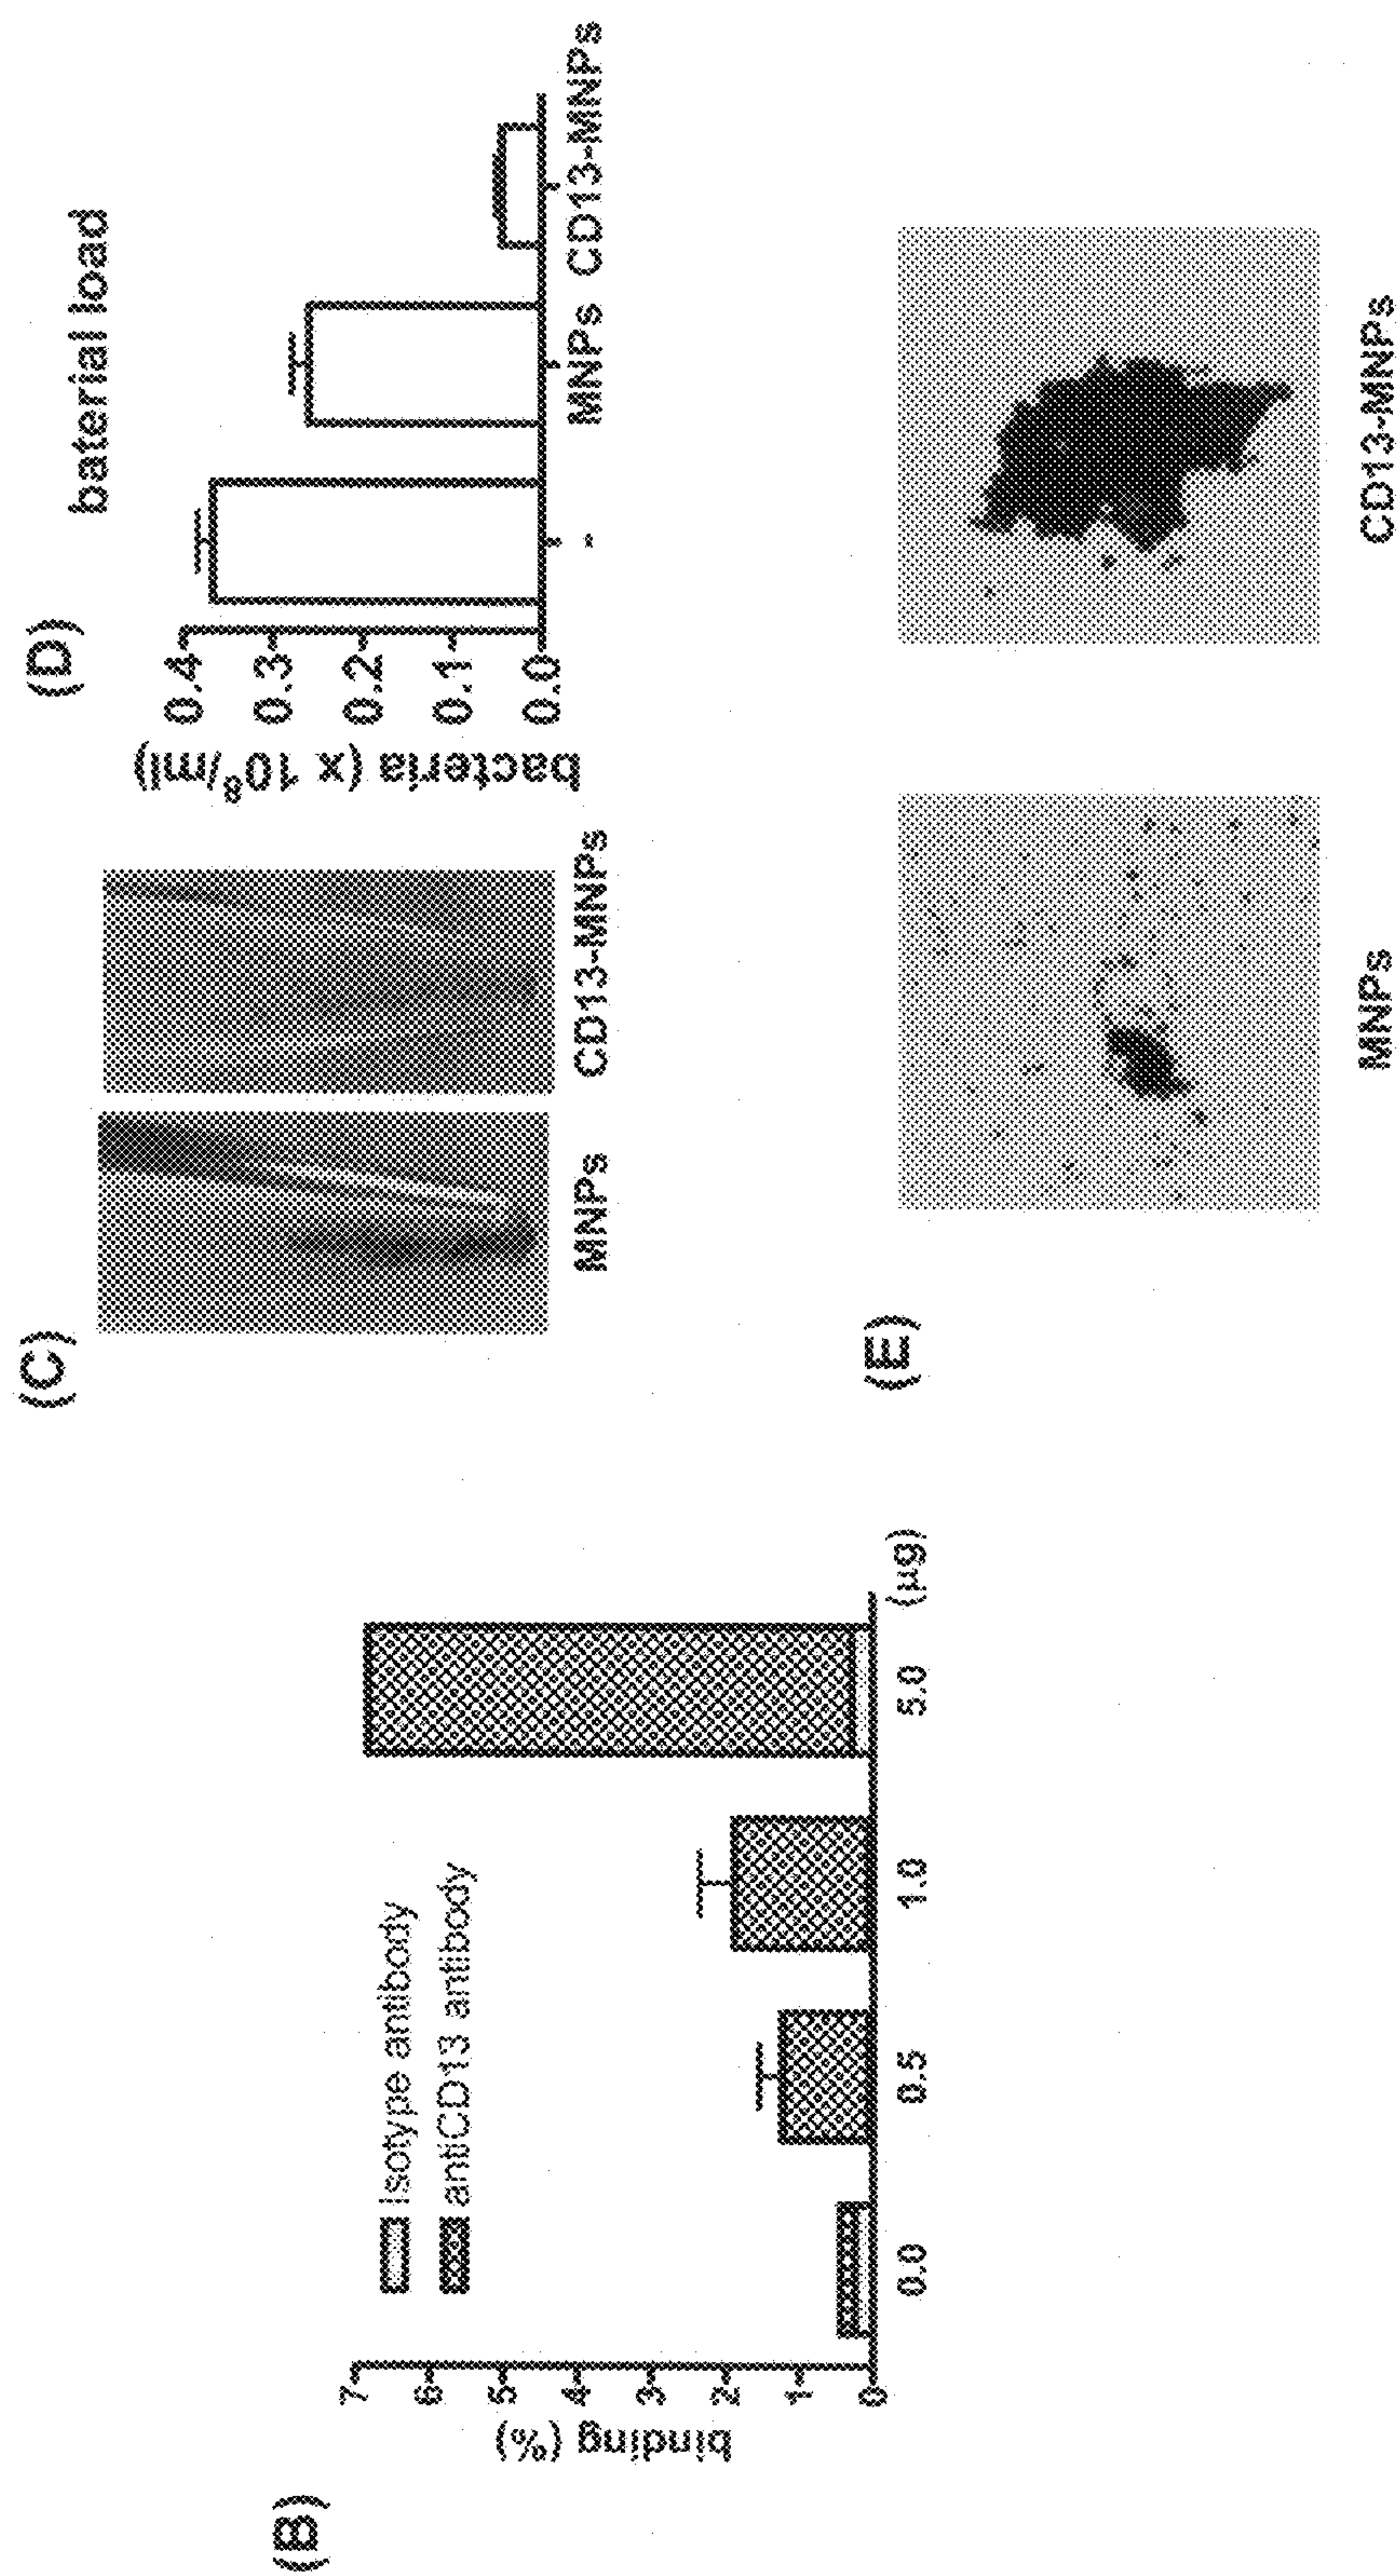 (B)
binding (%)
7
6
5
4
3
2
1
0
Isotype antibody
antiCD13 antibody
0.0 0.5 1.0 5.0 (µg)
(C)
MNPs CD13-MNPs
(D)
baterial load
bacteria (x 10⁸/ml)
0.4
0.3
0.2
0.1
0.0
- MNPs CD13-MNPs
(E)
MNPs CD13-MNPs